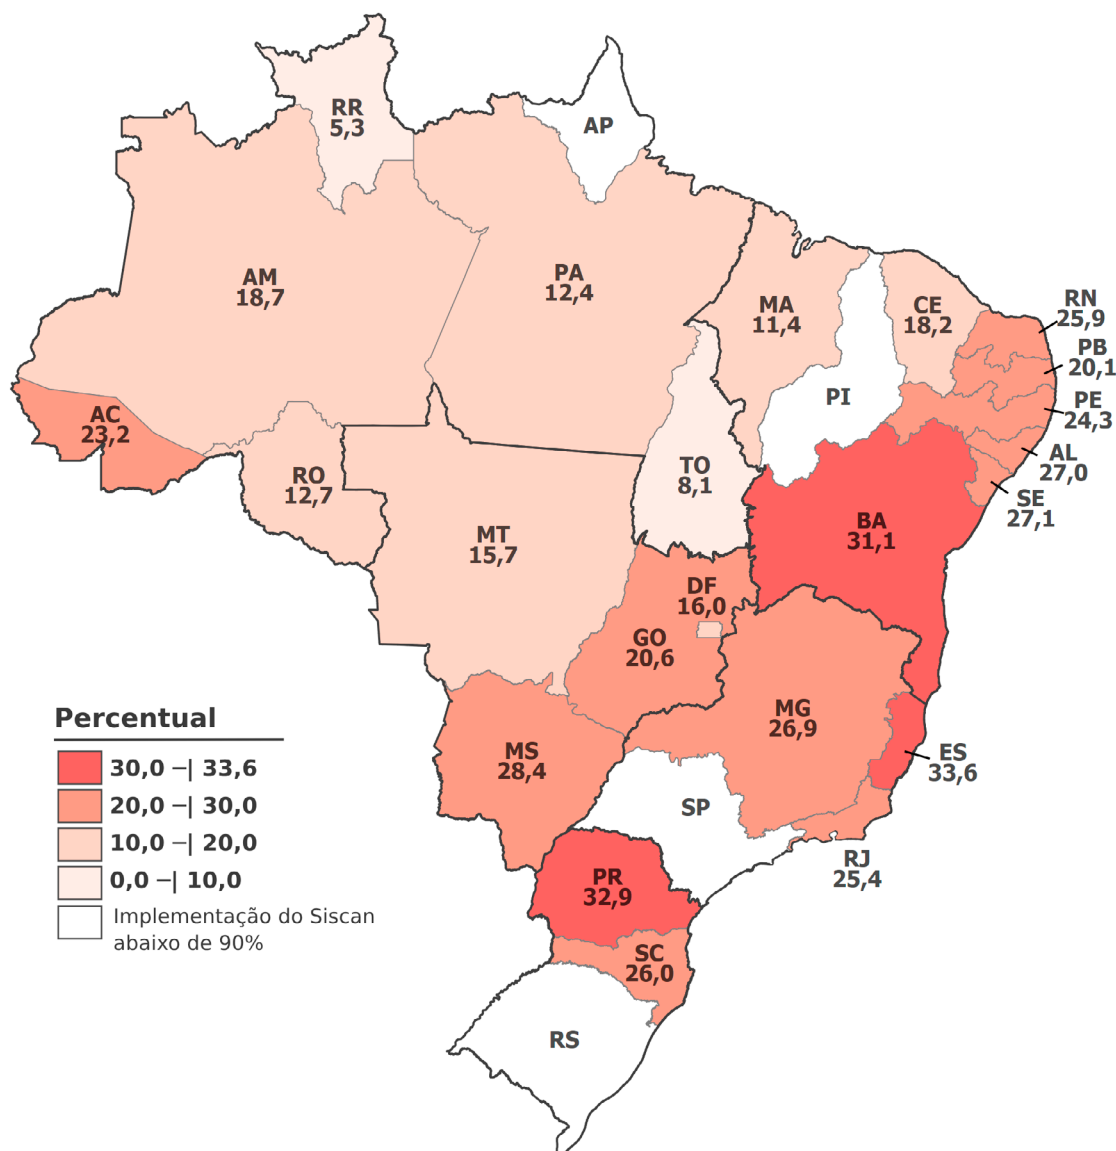 RR
5,3
AP
AM
18,7
PA
12,4
MA
11,4
CE
18,2
RN
25,9
PB
20,1
PE
24,3
AL
27,0
SE
27,1
PI
AC
23,2
RO
12,7
TO
8,1
MT
15,7
BA
31,1
DF
16,0
GO
20,6
MG
26,9
MS
28,4
ES
33,6
SP
RJ
25,4
PR
32,9
SC
26,0
RS
Percentual
30,0 –| 33,6
20,0 –| 30,0
10,0 –| 20,0
0,0 –| 10,0
Implementação do Siscan
abaixo de 90%